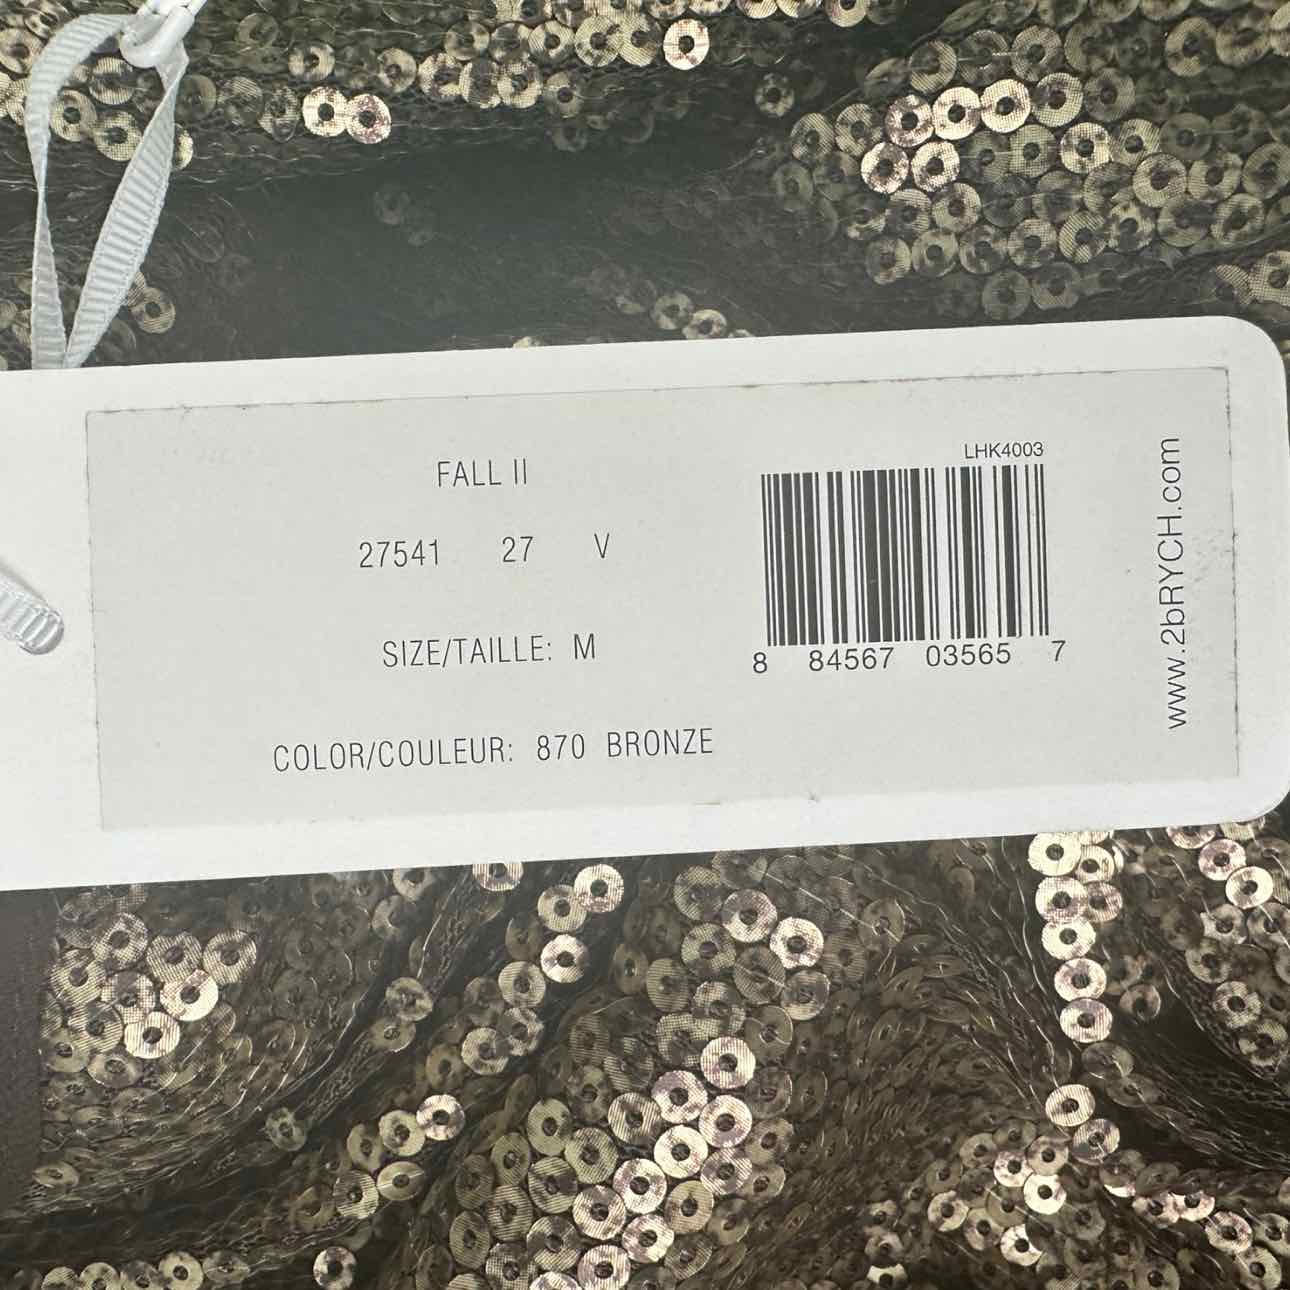 FALL II
27541 27 V
SIZE/TAILLE: M
COLOR/COULEUR: 870 BRONZE
LHK4003
8 84567 03565 7
www.2bRYCH.com